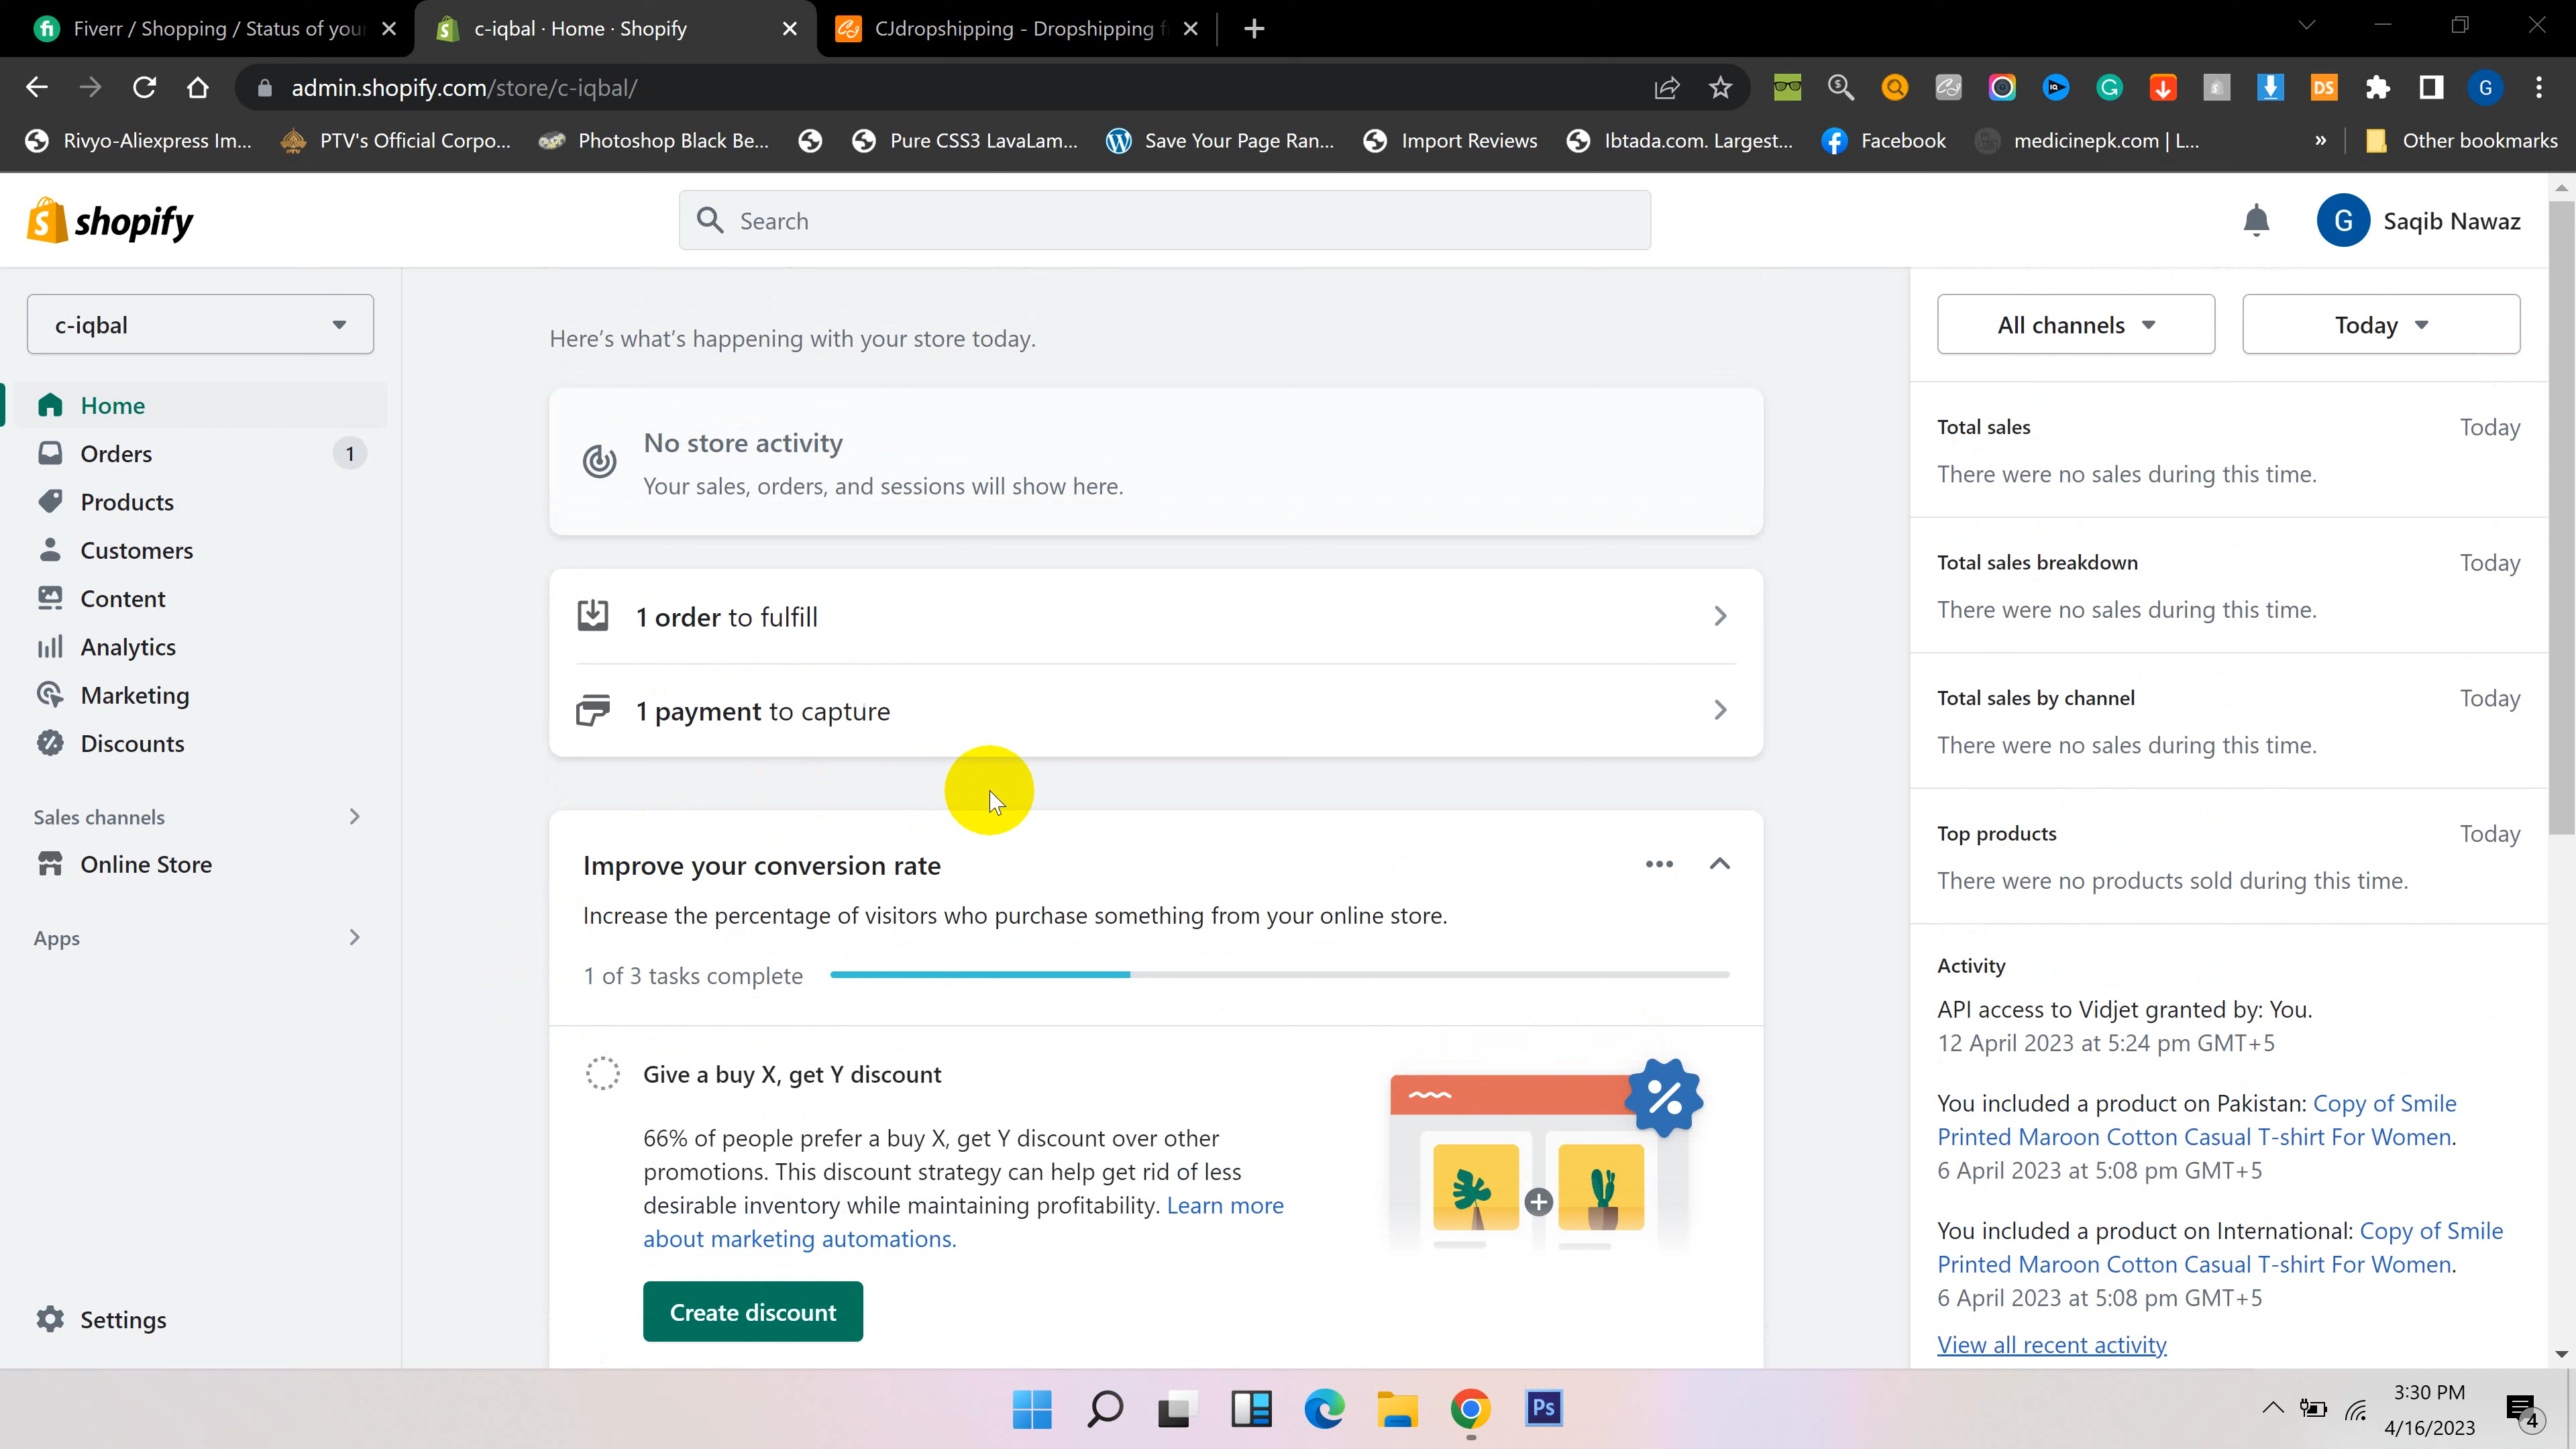 Fiverr / Shopping / Status of your
c-iqbal · Home · Shopify
CJdropshipping - Dropshipping f
admin.shopify.com/store/c-iqbal/
DS
G
Rivyo-Aliexpress Im...
PTV's Official Corpo...
Photoshop Black Be...
Pure CSS3 LavaLam...
Save Your Page Ran...
Import Reviews
Ibtada.com. Largest...
Facebook
medicinepk.com | L...
»
Other bookmarks
shopify
Search
G
Saqib Nawaz
c-iqbal
Home
Orders
1
Products
Customers
Content
Analytics
Marketing
Discounts
Sales channels
Online Store
Apps
Settings
Here's what's happening with your store today.
No store activity
Your sales, orders, and sessions will show here.
1 order to fulfill
1 payment to capture
Improve your conversion rate
Increase the percentage of visitors who purchase something from your online store.
1 of 3 tasks complete
Give a buy X, get Y discount
66% of people prefer a buy X, get Y discount over other
promotions. This discount strategy can help get rid of less
desirable inventory while maintaining profitability. Learn more
about marketing automations.
Create discount
All channels
Today
Total sales
Today
There were no sales during this time.
Total sales breakdown
Today
There were no sales during this time.
Total sales by channel
Today
There were no sales during this time.
Top products
Today
There were no products sold during this time.
Activity
API access to Vidjet granted by: You.
12 April 2023 at 5:24 pm GMT+5
You included a product on Pakistan: Copy of Smile
Printed Maroon Cotton Casual T-shirt For Women.
6 April 2023 at 5:08 pm GMT+5
You included a product on International: Copy of Smile
Printed Maroon Cotton Casual T-shirt For Women.
6 April 2023 at 5:08 pm GMT+5
View all recent activity
Ps
3:30 PM
4/16/2023
4